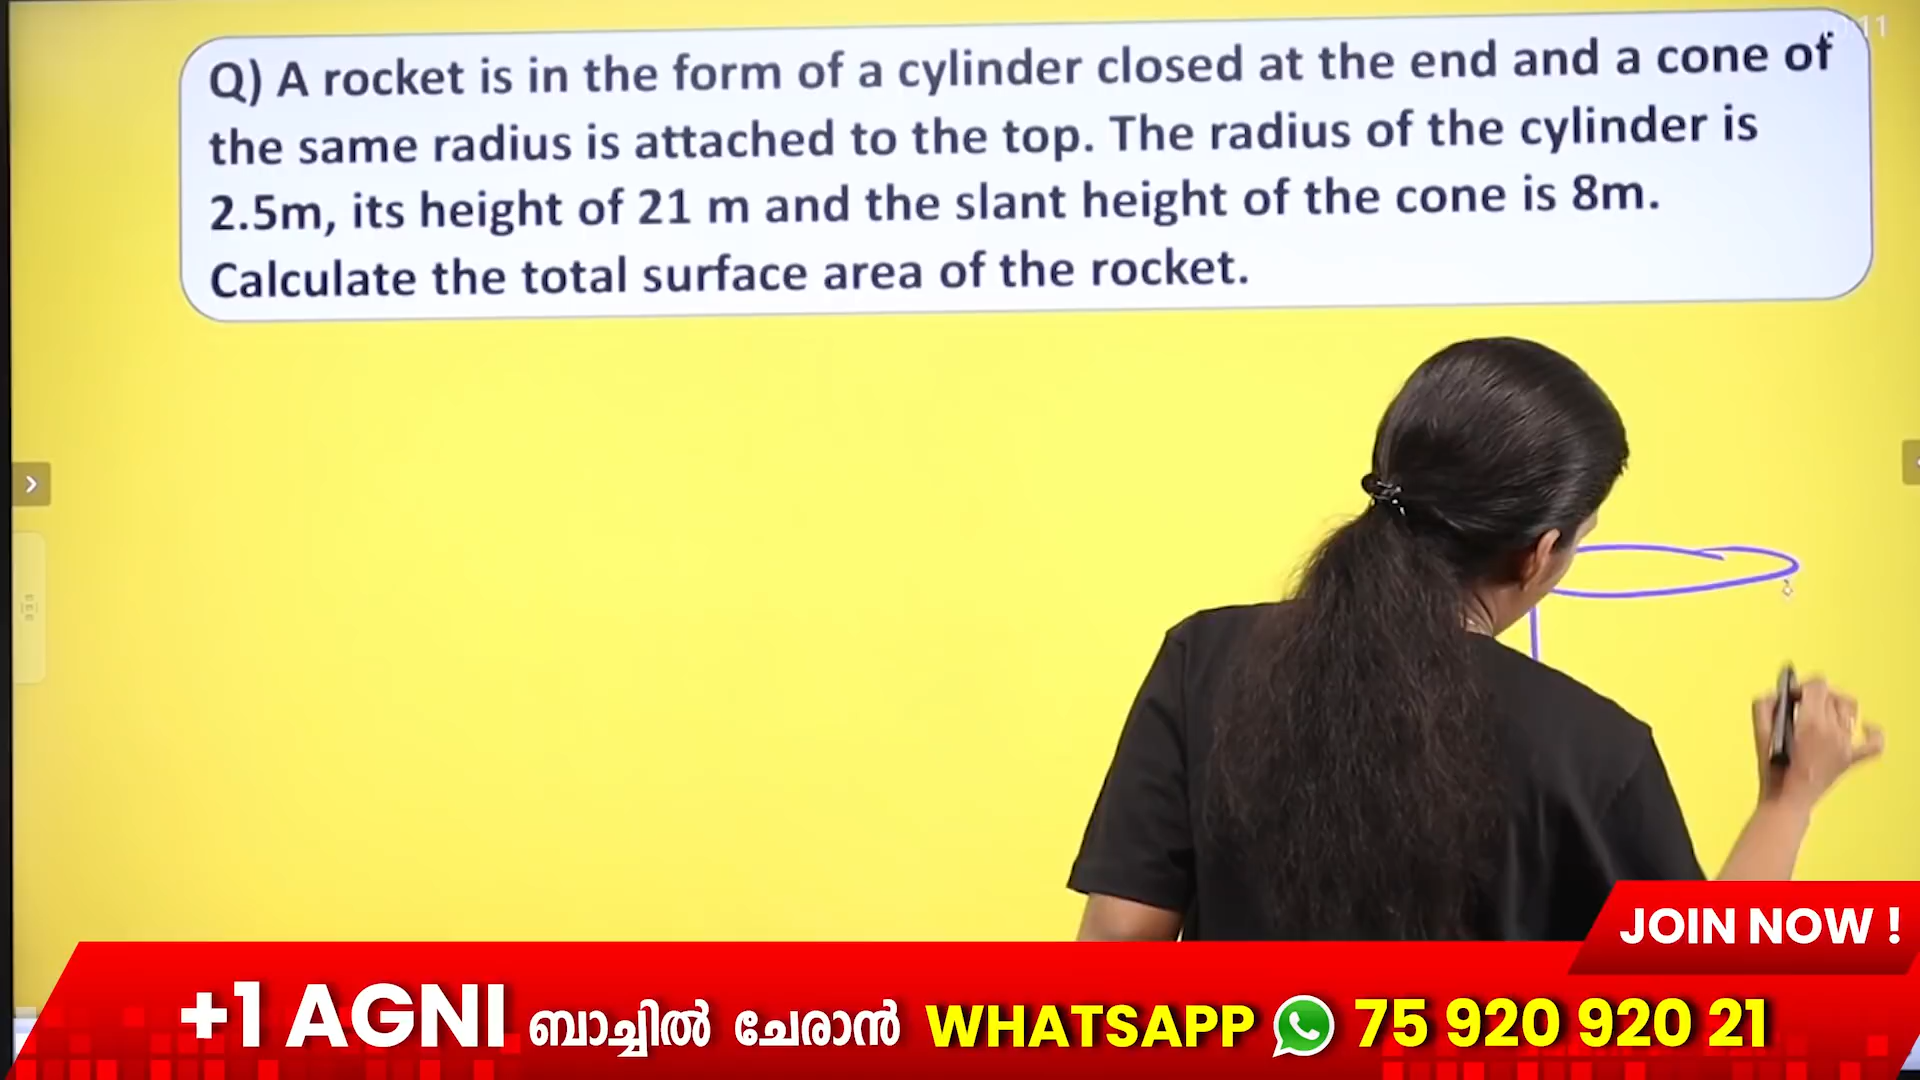 Q) A rocket is in the form of a cylinder closed at the end and a cone of
the same radius is attached to the top. The radius of the cylinder is
2.5m, its height of 21 m and the slant height of the cone is 8m.
Calculate the total surface area of the rocket.
JOIN NOW !
+1 AGNI ബാച്ചിൽ ചേരാൻ WHATSAPP 75 920 920 21